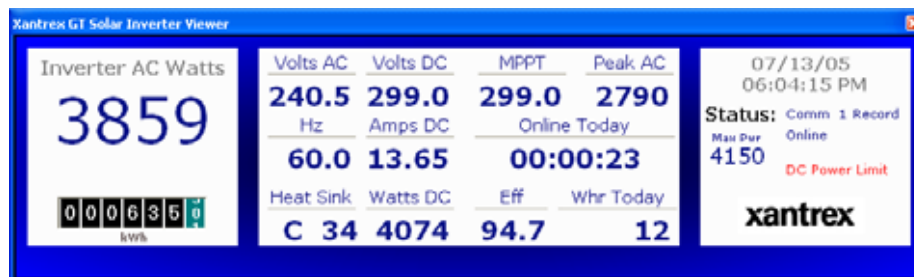 Xantrex GT Solar Inverter Viewer
Inverter AC Watts
3859
000635
kWh
Volts AC Volts DC MPPT Peak AC
240.5 299.0 299.0 2790
Hz Amps DC Online Today
60.0 13.65 00:00:23
Heat Sink Watts DC Eff Whr Today
C 34 4074 94.7 12
07/13/05
06:04:15 PM
Status: Comm 1 Record
Max Pwr Online
4150
DC Power Limit
xantrex